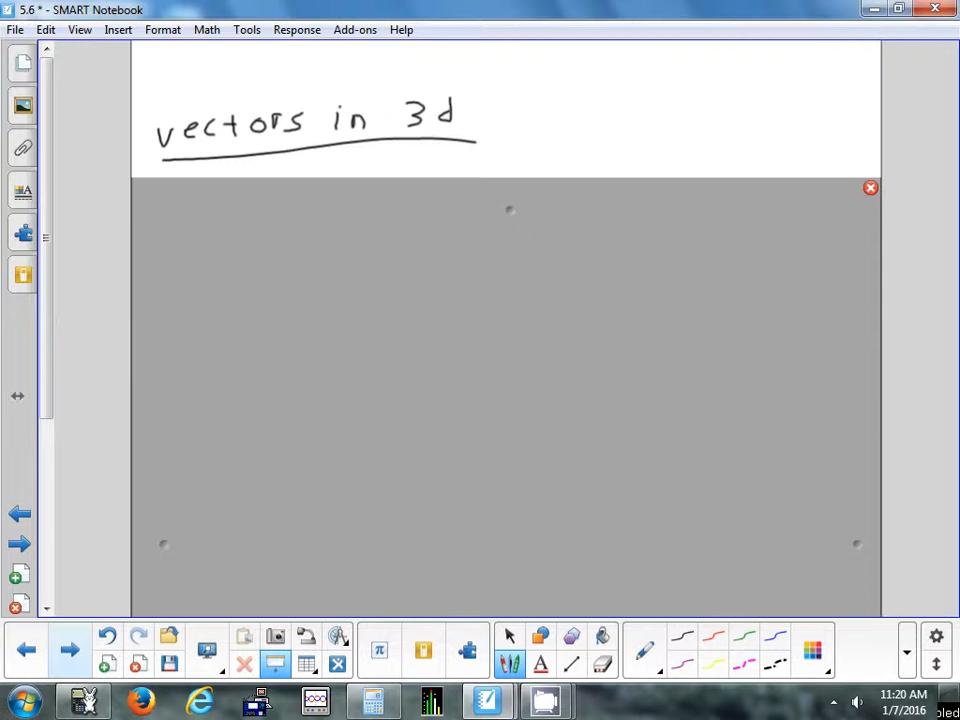 5.6 * - SMART Notebook
File Edit View Insert Format Math Tools Response Add-ons Help
vectors in 3d
11:20 AM
1/7/2016